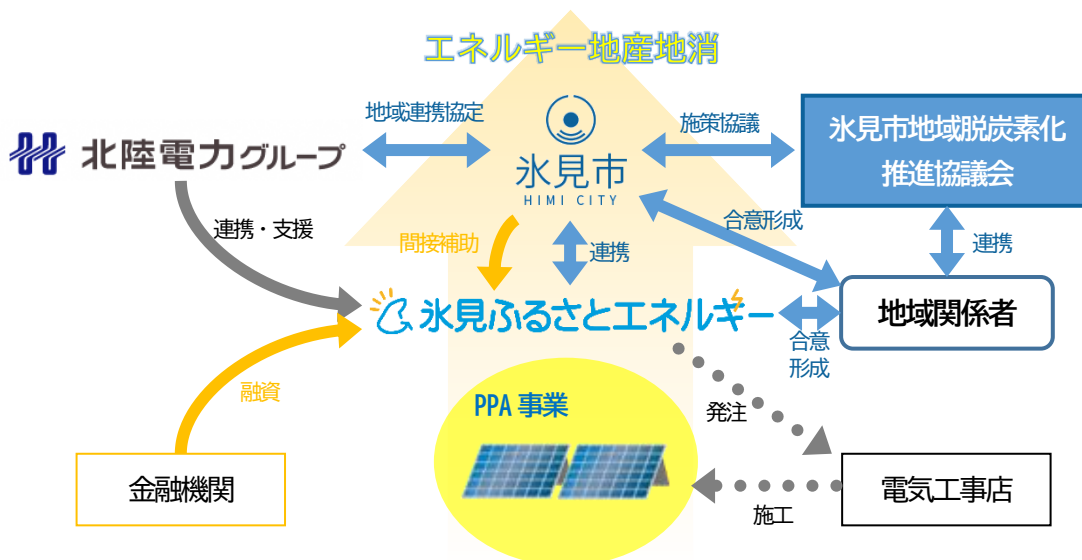 エネルギー地産地消
地域連携協定
施策協議
氷見市地域脱炭素化
推進協議会
北陸電力グループ
氷見市
HIMI CITY
連携・支援
間接補助
連携
合意形成
連携
氷見ふるさとエネルギー
地域関係者
合意
形成
融資
PPA 事業
発注
金融機関
電気工事店
施工